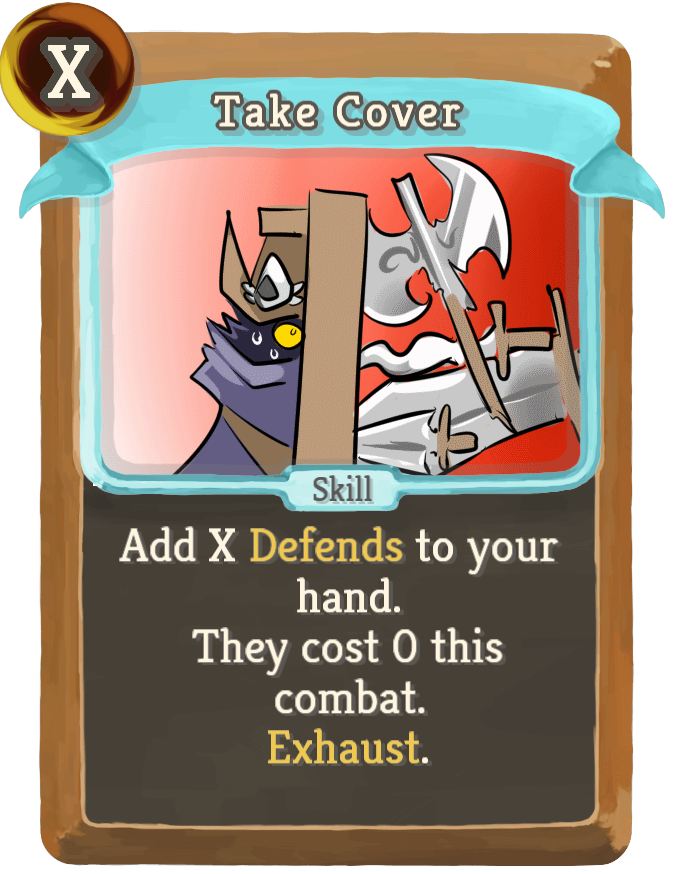 X
Take Cover
Skill
Add X Defends to your
hand.
They cost 0 this
combat.
Exhaust.